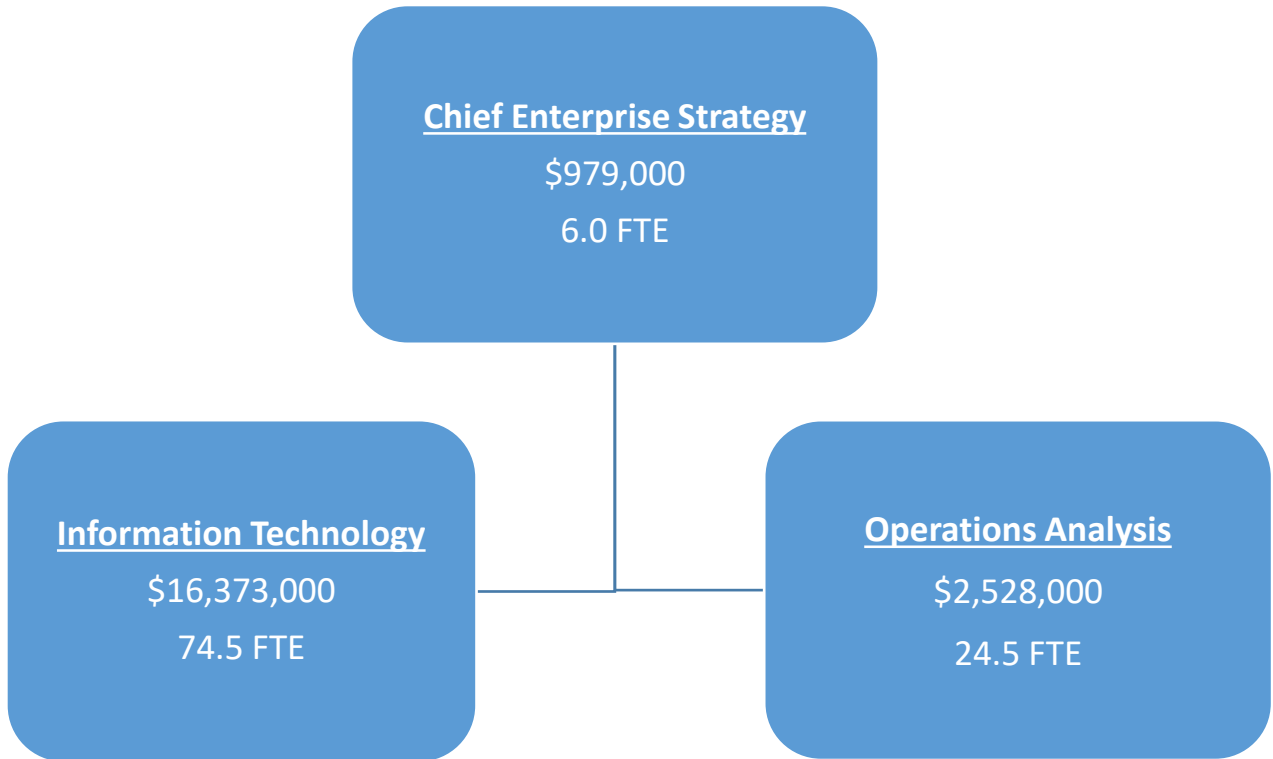 Chief Enterprise Strategy
$979,000
6.0 FTE
Information Technology
$16,373,000
74.5 FTE
Operations Analysis
$2,528,000
24.5 FTE